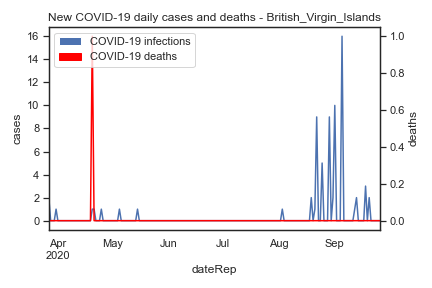 New COVID-19 daily cases and deaths - British_Virgin_Islands
COVID-19 infections
COVID-19 deaths
cases
16
14
12
10
8
6
4
2
0
deaths
1.0
0.8
0.6
0.4
0.2
0.0
Apr May Jun Jul Aug Sep
2020
dateRep